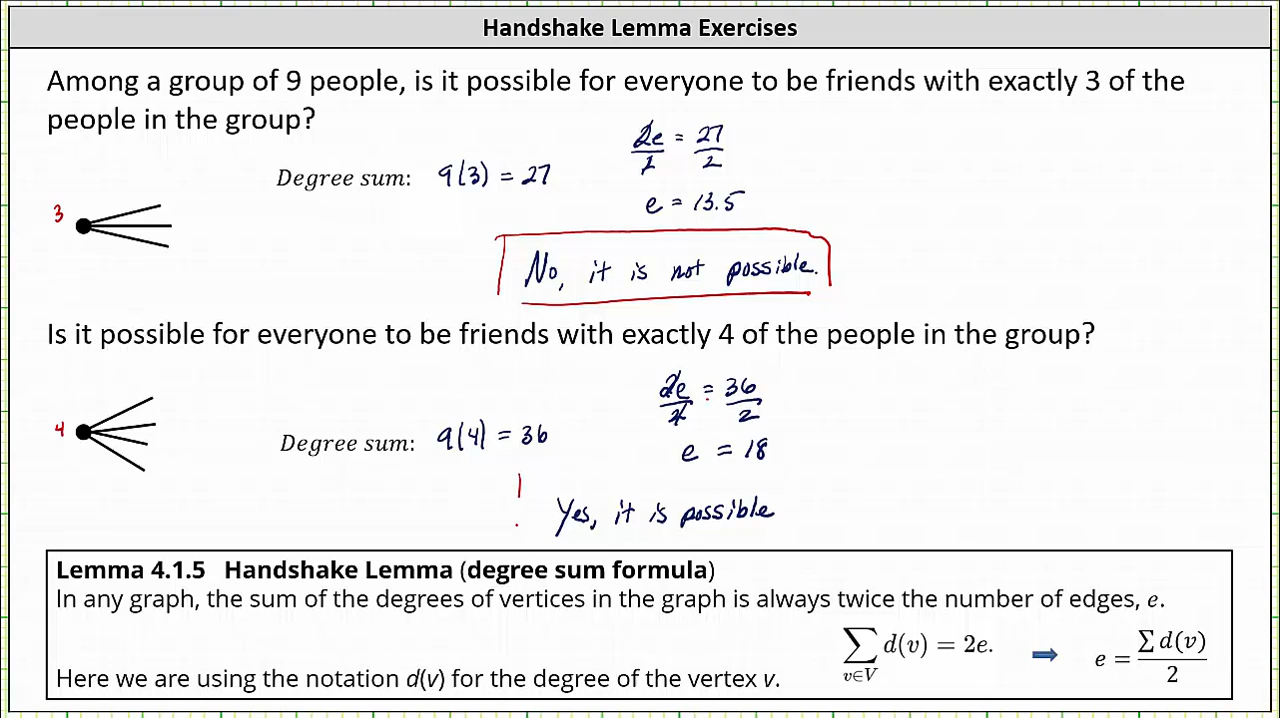 Handshake Lemma Exercises
Among a group of 9 people, is it possible for everyone to be friends with exactly 3 of the
people in the group?
2e/2 = 27/2
Degree sum: 9(3) = 27
e = 13.5
3
No, it is not possible.
Is it possible for everyone to be friends with exactly 4 of the people in the group?
2e/2 = 36/2
4
Degree sum: 9(4) = 36
e = 18
Yes, it is possible
Lemma 4.1.5 Handshake Lemma (degree sum formula)
In any graph, the sum of the degrees of vertices in the graph is always twice the number of edges, e.
∑ v∈V d(v) = 2e. ⇒ e = ∑ d(v) / 2
Here we are using the notation d(v) for the degree of the vertex v.